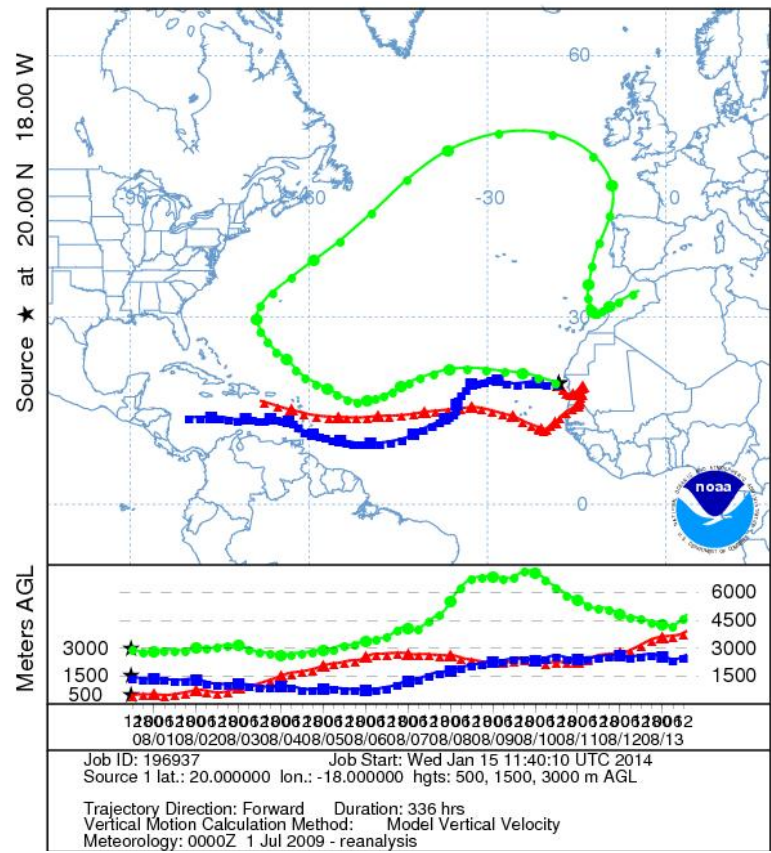 Source ★ at 20.00 N 18.00 W
60
-90
-60
-30
0
30
0
noaa
Meters AGL
6000
4500
3000 3000
1500 1500
500
08/01 08/02 08/03 08/04 08/05 08/06 08/07 08/08 08/09 08/10 08/11 08/12 08/13
Job ID: 196937 Job Start: Wed Jan 15 11:40:10 UTC 2014
Source 1 lat.: 20.000000 lon.: -18.000000 hgts: 500, 1500, 3000 m AGL
Trajectory Direction: Forward Duration: 336 hrs
Vertical Motion Calculation Method: Model Vertical Velocity
Meteorology: 0000Z 1 Jul 2009 - reanalysis